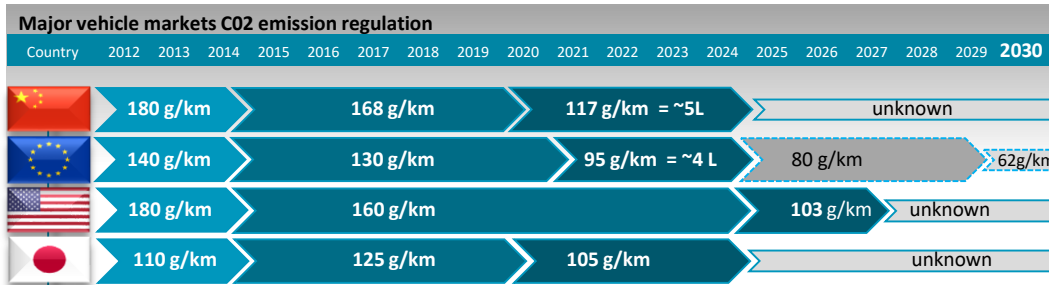 Major vehicle markets C02 emission regulation
Country 2012 2013 2014 2015 2016 2017 2018 2019 2020 2021 2022 2023 2024 2025 2026 2027 2028 2029 2030
180 g/km 168 g/km 117 g/km = ~5L unknown
140 g/km 130 g/km 95 g/km = ~4 L 80 g/km 62g/km
180 g/km 160 g/km 103 g/km unknown
110 g/km 125 g/km 105 g/km unknown